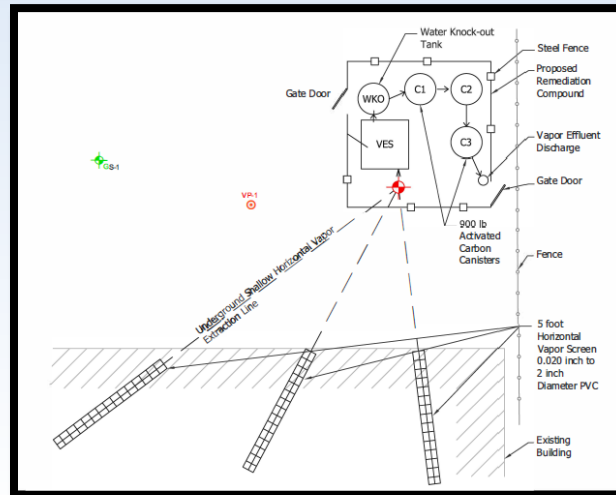 Water Knock-out
Tank
Steel Fence
Proposed
Remediation
Compound
Gate Door
WKO
C1
C2
VES
C3
Vapor Effluent
Discharge
GS-1
VP-1
Gate Door
900 lb
Activated
Carbon
Canisters
Fence
Underground Shallow Horizontal Vapor
Extraction Line
5 foot
Horizontal
Vapor Screen
0.020 inch to
2 inch
Diameter PVC
Existing
Building